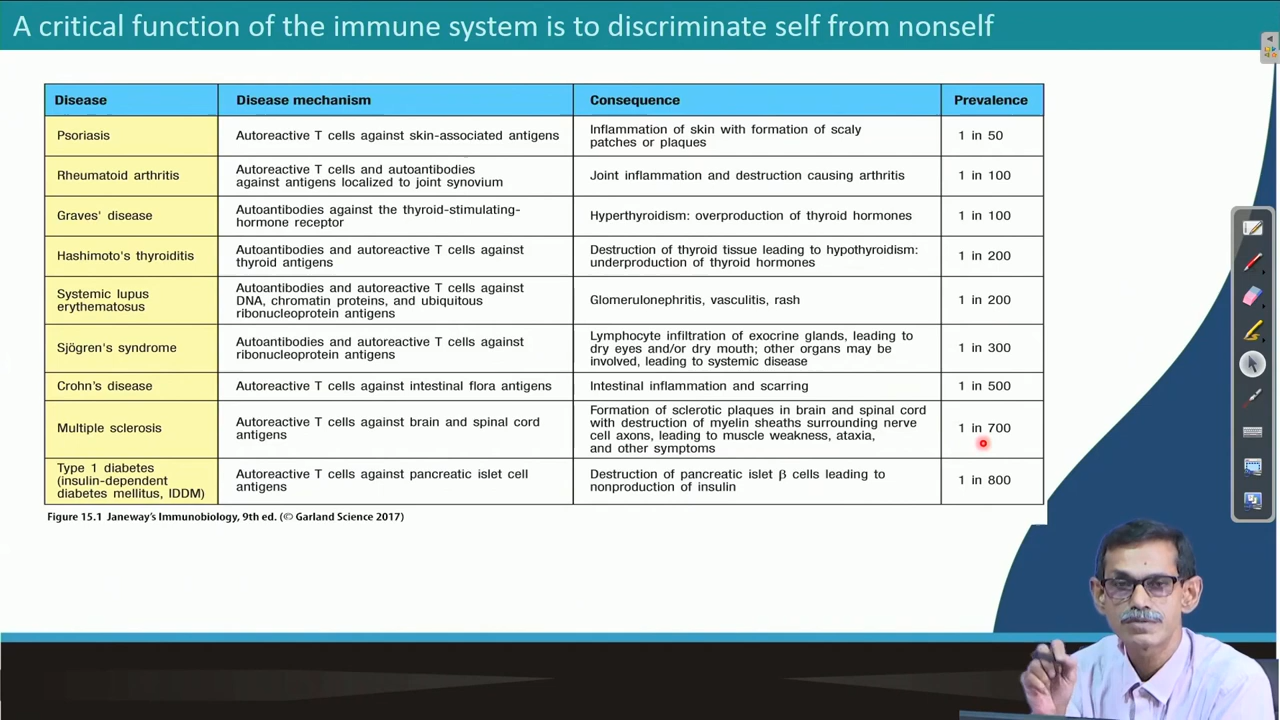 A critical function of the immune system is to discriminate self from nonself
Disease
Disease mechanism
Consequence
Prevalence
Psoriasis
Autoreactive T cells against skin-associated antigens
Inflammation of skin with formation of scaly
patches or plaques
1 in 50
Rheumatoid arthritis
Autoreactive T cells and autoantibodies
against antigens localized to joint synovium
Joint inflammation and destruction causing arthritis
1 in 100
Graves' disease
Autoantibodies against the thyroid-stimulating-
hormone receptor
Hyperthyroidism: overproduction of thyroid hormones
1 in 100
Hashimoto's thyroiditis
Autoantibodies and autoreactive T cells against
thyroid antigens
Destruction of thyroid tissue leading to hypothyroidism:
underproduction of thyroid hormones
1 in 200
Systemic lupus
erythematosus
Autoantibodies and autoreactive T cells against
DNA, chromatin proteins, and ubiquitous
ribonucleoprotein antigens
Glomerulonephritis, vasculitis, rash
1 in 200
Sjögren's syndrome
Autoantibodies and autoreactive T cells against
ribonucleoprotein antigens
Lymphocyte infiltration of exocrine glands, leading to
dry eyes and/or dry mouth; other organs may be
involved, leading to systemic disease
1 in 300
Crohn's disease
Autoreactive T cells against intestinal flora antigens
Intestinal inflammation and scarring
1 in 500
Multiple sclerosis
Autoreactive T cells against brain and spinal cord
antigens
Formation of sclerotic plaques in brain and spinal cord
with destruction of myelin sheaths surrounding nerve
cell axons, leading to muscle weakness, ataxia,
and other symptoms
1 in 700
Type 1 diabetes
(insulin-dependent
diabetes mellitus, IDDM)
Autoreactive T cells against pancreatic islet cell
antigens
Destruction of pancreatic islet β cells leading to
nonproduction of insulin
1 in 800
Figure 15.1 Janeway's Immunobiology, 9th ed. (© Garland Science 2017)